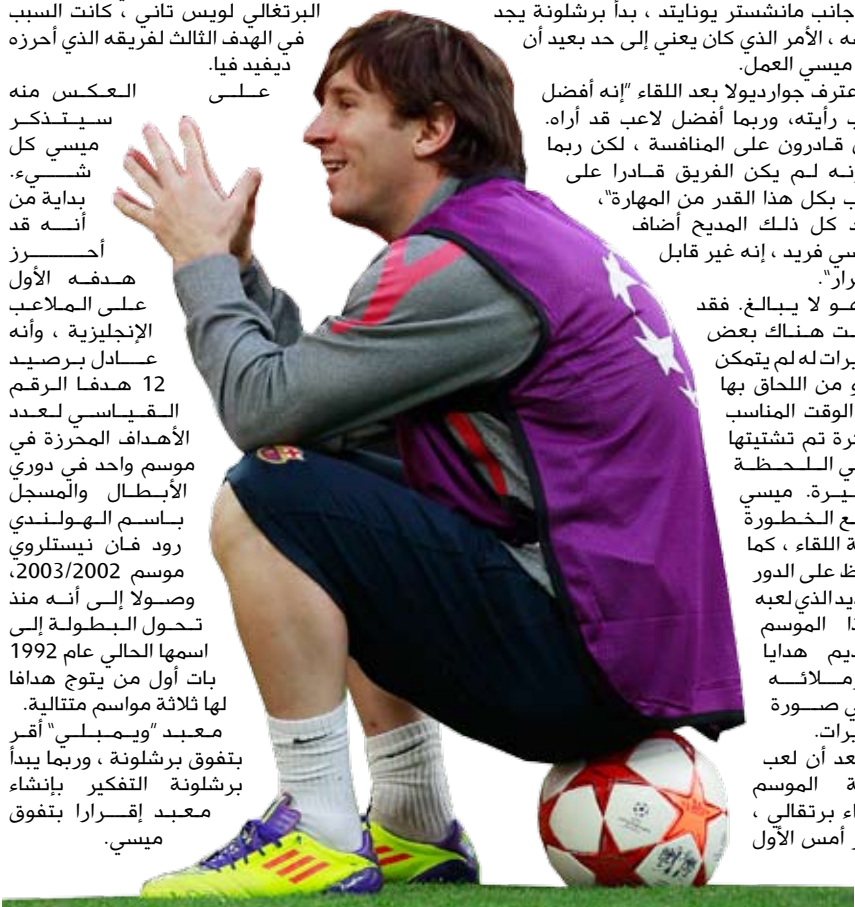 جانب مانشستر يونايتد ، بدأ برشلونة يجد
، الأمر الذي كان يعني إلى حد بعيد أن
ميسي العمل.
عترف جوارديولا بعد اللقاء "إنه أفضل
رأيته، وربما أفضل لاعب قد أراه.
قادرون على المنافسة ، لكن ربما
لم يكن الفريق قادرا على
بكل هذا القدر من المهارة"،
كل ذلك المديح أضاف
سي فريد ، إنه غير قابل
رار".
هو لا يبالغ. فقد
ت هناك بعض
يرات له لم يتمكن
من اللحاق بها
الوقت المناسب
رة تم تشتيتها
ي اللحظة
يرة. ميسي
ع الخطورة
ة اللقاء ، كما
ظ على الدور
يد الذي لعبه
ذا الموسم
ديم هدايا
زملائه
ي صورة
يرات.
عد أن لعب
ة الموسم
اء برتقالي ،
أمس الأول
البرتغالي لويس تاني ، كانت السبب
في الهدف الثالث لفريقه الذي أحرزه
ديفيد فيا.
على العكس منه
سيتذكر
ميسي كل
شيء.
بداية من
أنه قد
أحرز
هدفه الأول
على الملاعب
الإنجليزية ، وأنه
عادل برصيد
12 هدفا الرقم
القياسي لعدد
الأهداف المحرزة في
موسم واحد في دوري
الأبطال والمسجل
باسم الهولندي
رود فان نيستلروي
موسم 2003/2002،
وصولا إلى أنه منذ
تحول البطولة إلى
اسمها الحالي عام 1992
بات أول من يتوج هدافا
لها ثلاثة مواسم متتالية.
معبد "ويمبلي" أقر
بتفوق برشلونة ، وربما يبدأ
برشلونة التفكير بإنشاء
معبد إقرارا بتفوق
ميسي.